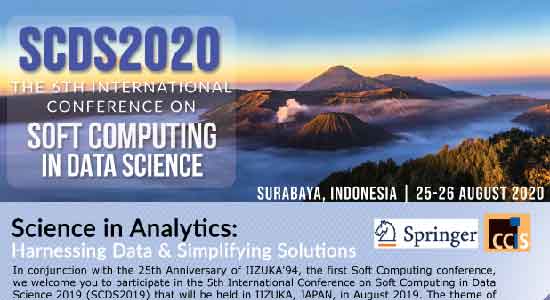 SCDS2020
THE 5TH INTERNATIONAL
CONFERENCE ON
SOFT COMPUTING
IN DATA SCIENCE
SURABAYA, INDONESIA | 25-26 AUGUST 2020
Science in Analytics:
Harnessing Data & Simplifying Solutions
Springer
CCIS
In conjunction with the 25th Anniversary of IIZUKA'94, the first Soft Computing conference,
we welcome you to participate in the 5th International Conference on Soft Computing in Data
Science 2019 (SCDS2019) that will be held in IIZUKA, JAPAN, in August 2019. The theme of